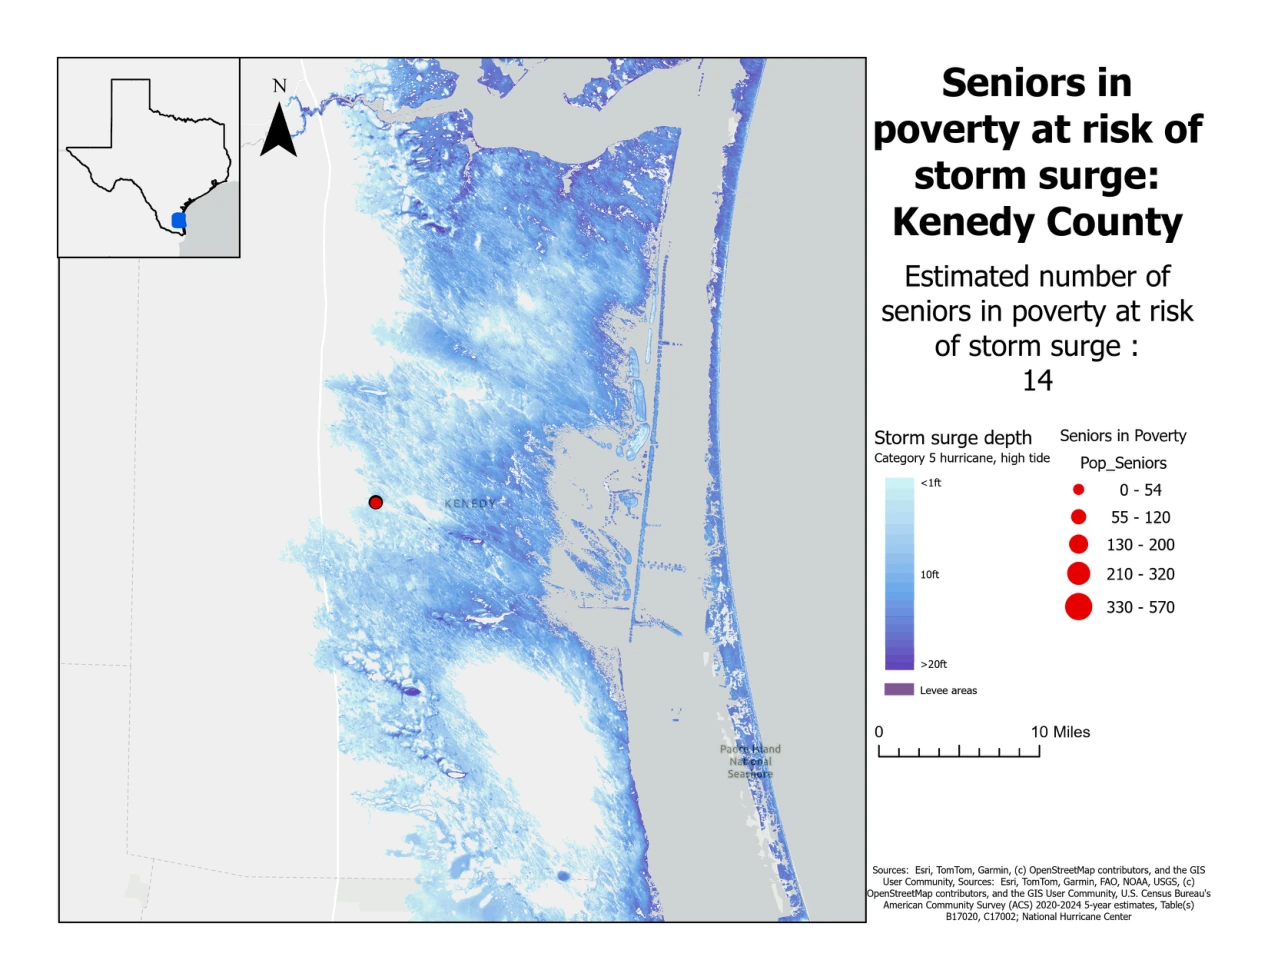 N
KENEDY
Padre Island
National
Seashore
Seniors in
poverty at risk of
storm surge:
Kenedy County
Estimated number of
seniors in poverty at risk
of storm surge :
14
Storm surge depth
Category 5 hurricane, high tide
<1ft
10ft
>20ft
Levee areas
Seniors in Poverty
Pop_Seniors
0 - 54
55 - 120
130 - 200
210 - 320
330 - 570
0 10 Miles
Sources: Esri, TomTom, Garmin, (c) OpenStreetMap contributors, and the GIS
User Community, Sources: Esri, TomTom, Garmin, FAO, NOAA, USGS, (c)
OpenStreetMap contributors, and the GIS User Community, U.S. Census Bureau's
American Community Survey (ACS) 2020-2024 5-year estimates, Table(s)
B17020, C17002; National Hurricane Center